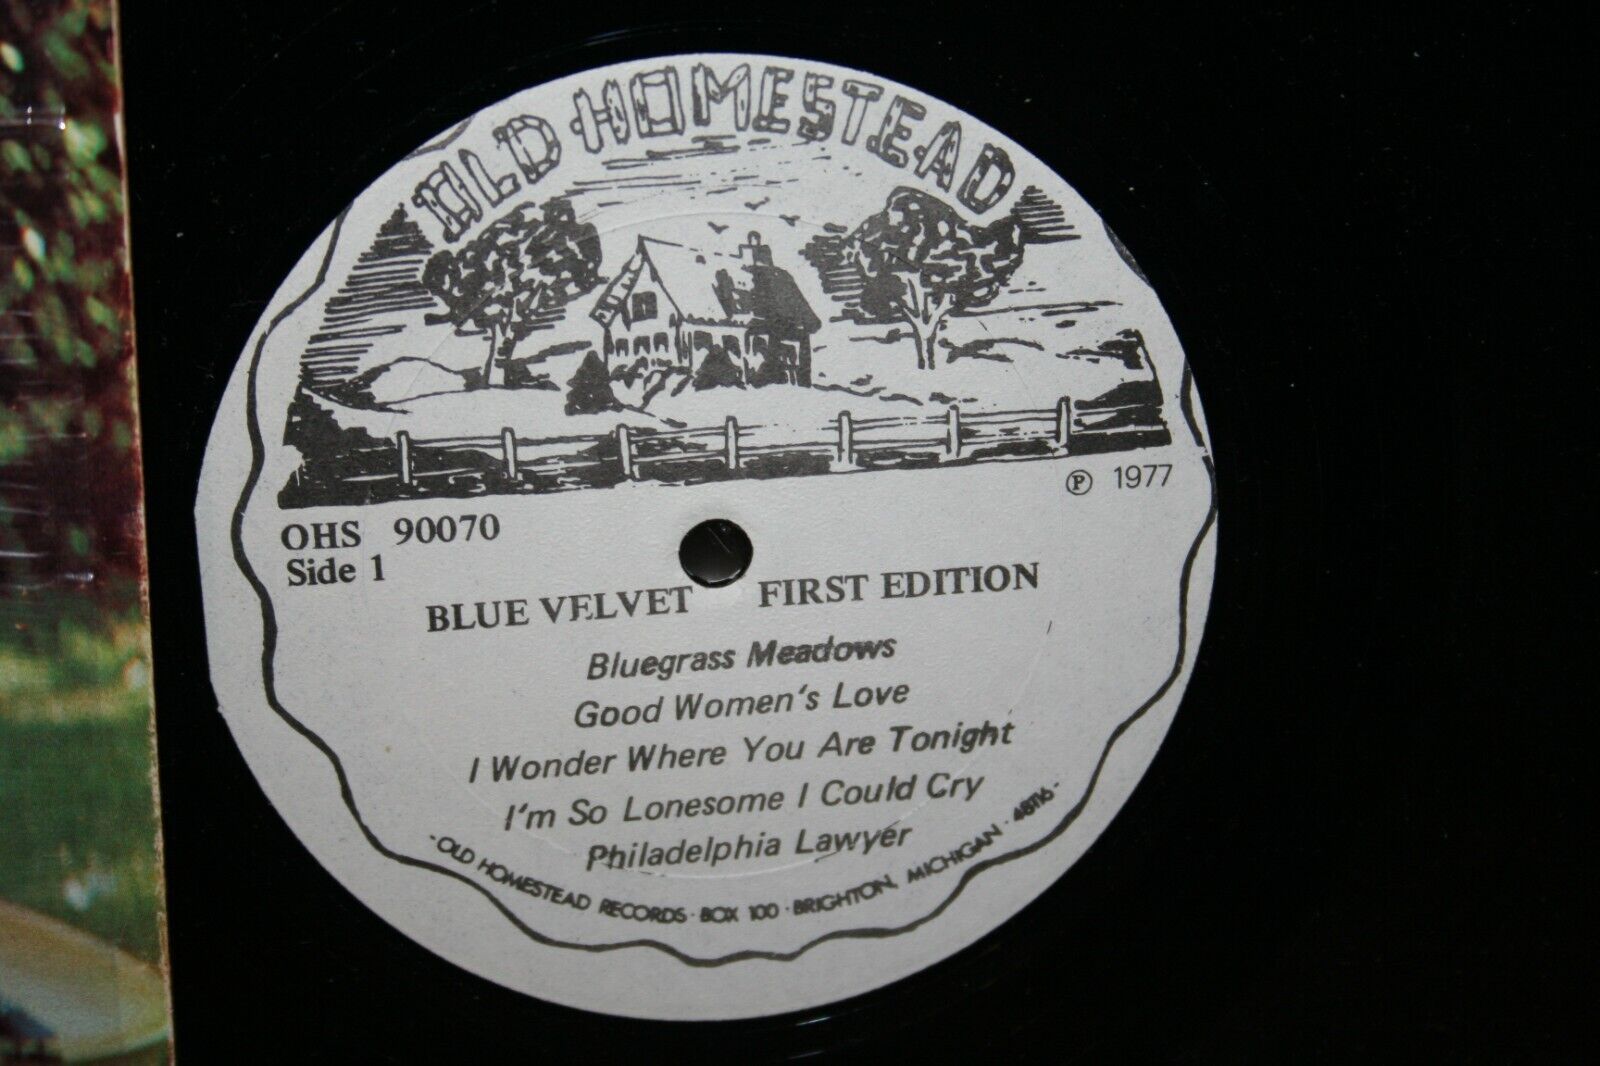 OLD HOMESTEAD
℗ 1977
OHS 90070
Side 1
BLUE VELVET FIRST EDITION
Bluegrass Meadows
Good Women's Love
I Wonder Where You Are Tonight
I'm So Lonesome I Could Cry
Philadelphia Lawyer
· OLD HOMESTEAD RECORDS · BOX 100 · BRIGHTON, MICHIGAN · 48116 ·